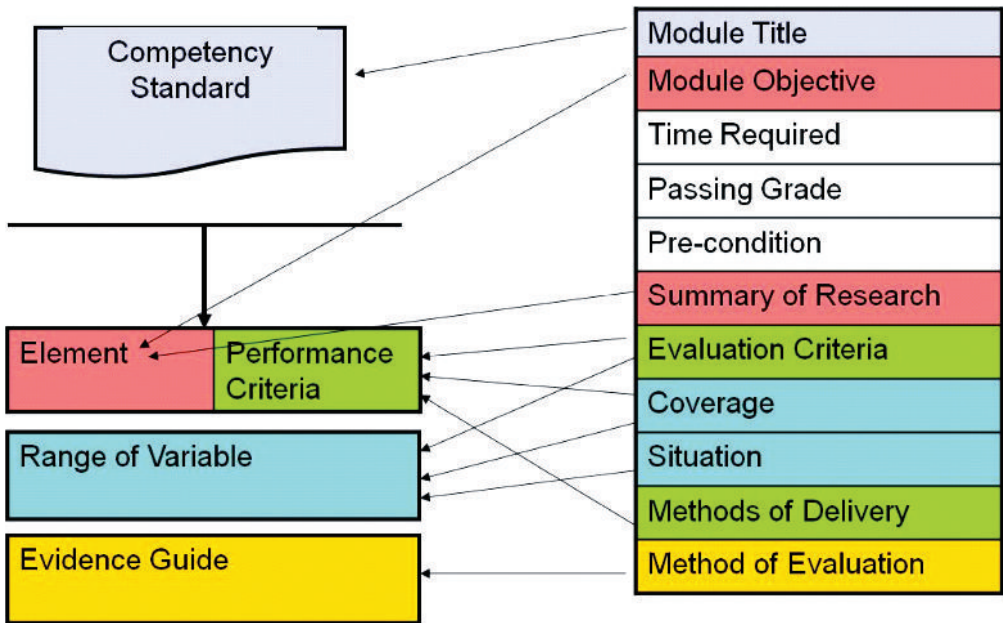 Competency
Standard
Element
Performance
Criteria
Range of Variable
Evidence Guide
Module Title
Module Objective
Time Required
Passing Grade
Pre-condition
Summary of Research
Evaluation Criteria
Coverage
Situation
Methods of Delivery
Method of Evaluation